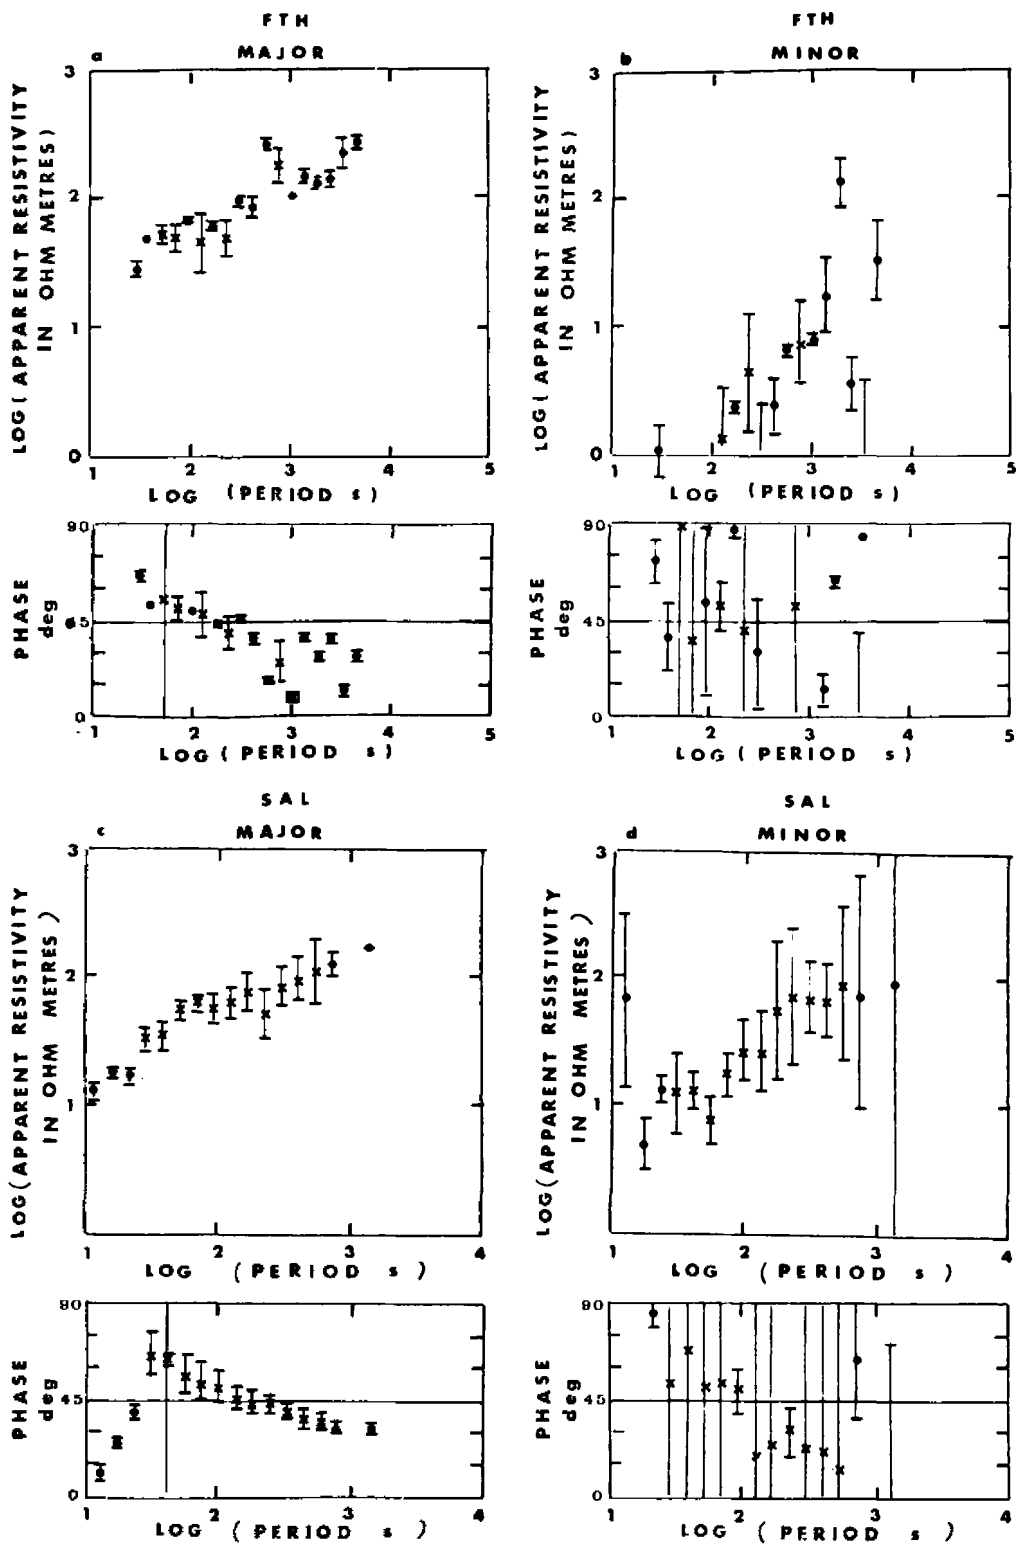 FTH
a MAJOR
3
2
1
0
LOG(APPARENT RESISTIVITY
IN OHM METRES)
1 2 3 4 5
LOG (PERIOD s)
90
45
0
PHASE
deg
1 2 3 4 5
LOG (PERIOD s)
FTH
b MINOR
3
2
1
0
LOG(APPARENT RESISTIVITY
IN OHM METRES)
1 2 3 4 5
LOG (PERIOD s)
90
45
0
PHASE
deg
1 2 3 4 5
LOG (PERIOD s)
SAL
c MAJOR
3
2
1
LOG(APPARENT RESISTIVITY
IN OHM METRES)
1 2 3 4
LOG (PERIOD s)
90
45
0
PHASE
deg
1 2 3 4
LOG (PERIOD s)
SAL
d MINOR
3
2
1
LOG(APPARENT RESISTIVITY
IN OHM METRES)
1 2 3 4
LOG (PERIOD s)
90
45
0
PHASE
deg
1 2 3 4
LOG (PERIOD s)